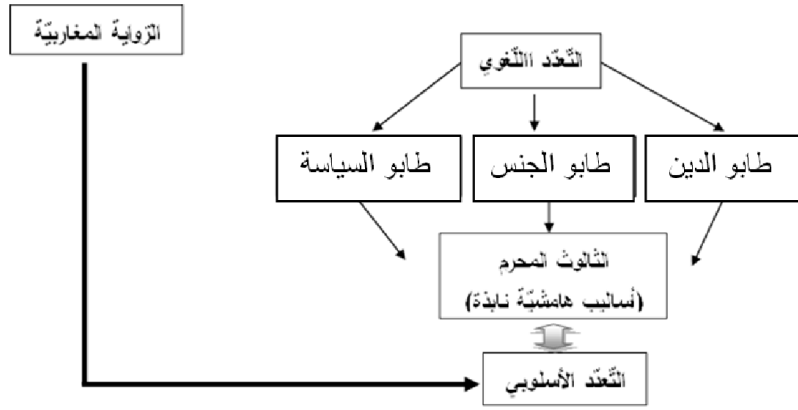 الرّواية المغاربيّة
التّعدّد االلّغوي
طابو الدين
طابو الجنس
طابو السياسة
الثالوث المحرم
(أساليب هامشيّة نابذة)
التّعدّد الأسلوبي